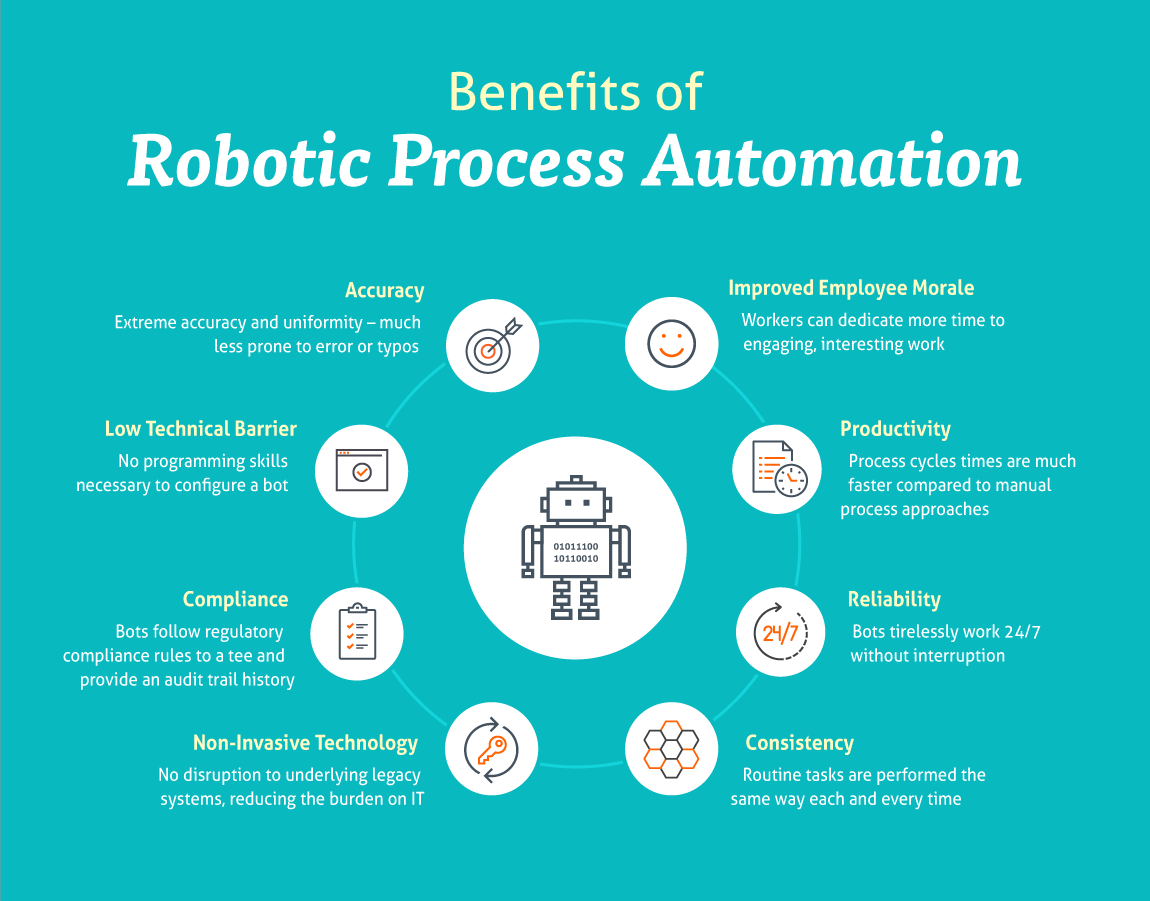 Benefits of
Robotic Process Automation
Accuracy
Extreme accuracy and uniformity – much
less prone to error or typos
Improved Employee Morale
Workers can dedicate more time to
engaging, interesting work
Low Technical Barrier
No programming skills
necessary to configure a bot
Productivity
Process cycles times are much
faster compared to manual
process approaches
01011100
10110010
Compliance
Bots follow regulatory
compliance rules to a tee and
provide an audit trail history
24/7
Reliability
Bots tirelessly work 24/7
without interruption
Non-Invasive Technology
No disruption to underlying legacy
systems, reducing the burden on IT
Consistency
Routine tasks are performed the
same way each and every time